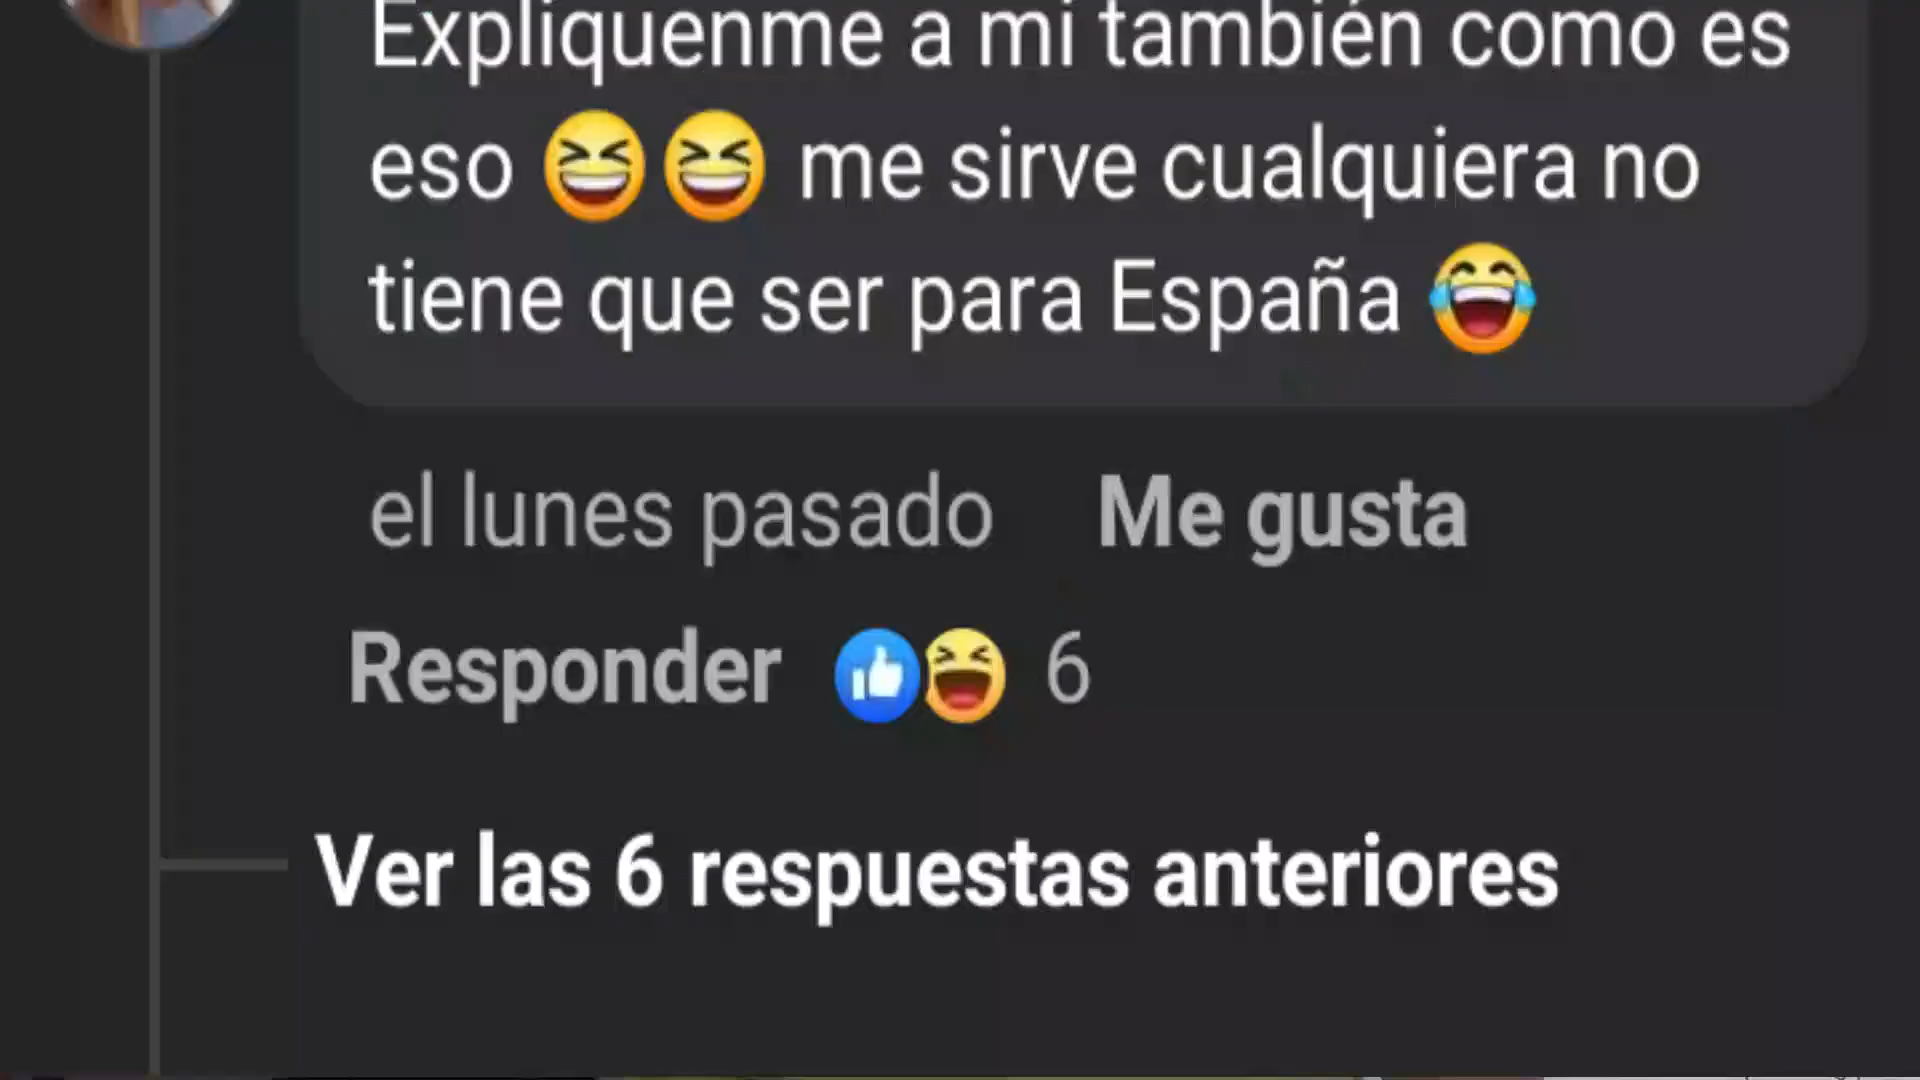 Expliquenme a mi también como es
eso 😆😆 me sirve cualquiera no
tiene que ser para España 😂
el lunes pasado Me gusta
Responder 6
Ver las 6 respuestas anteriores